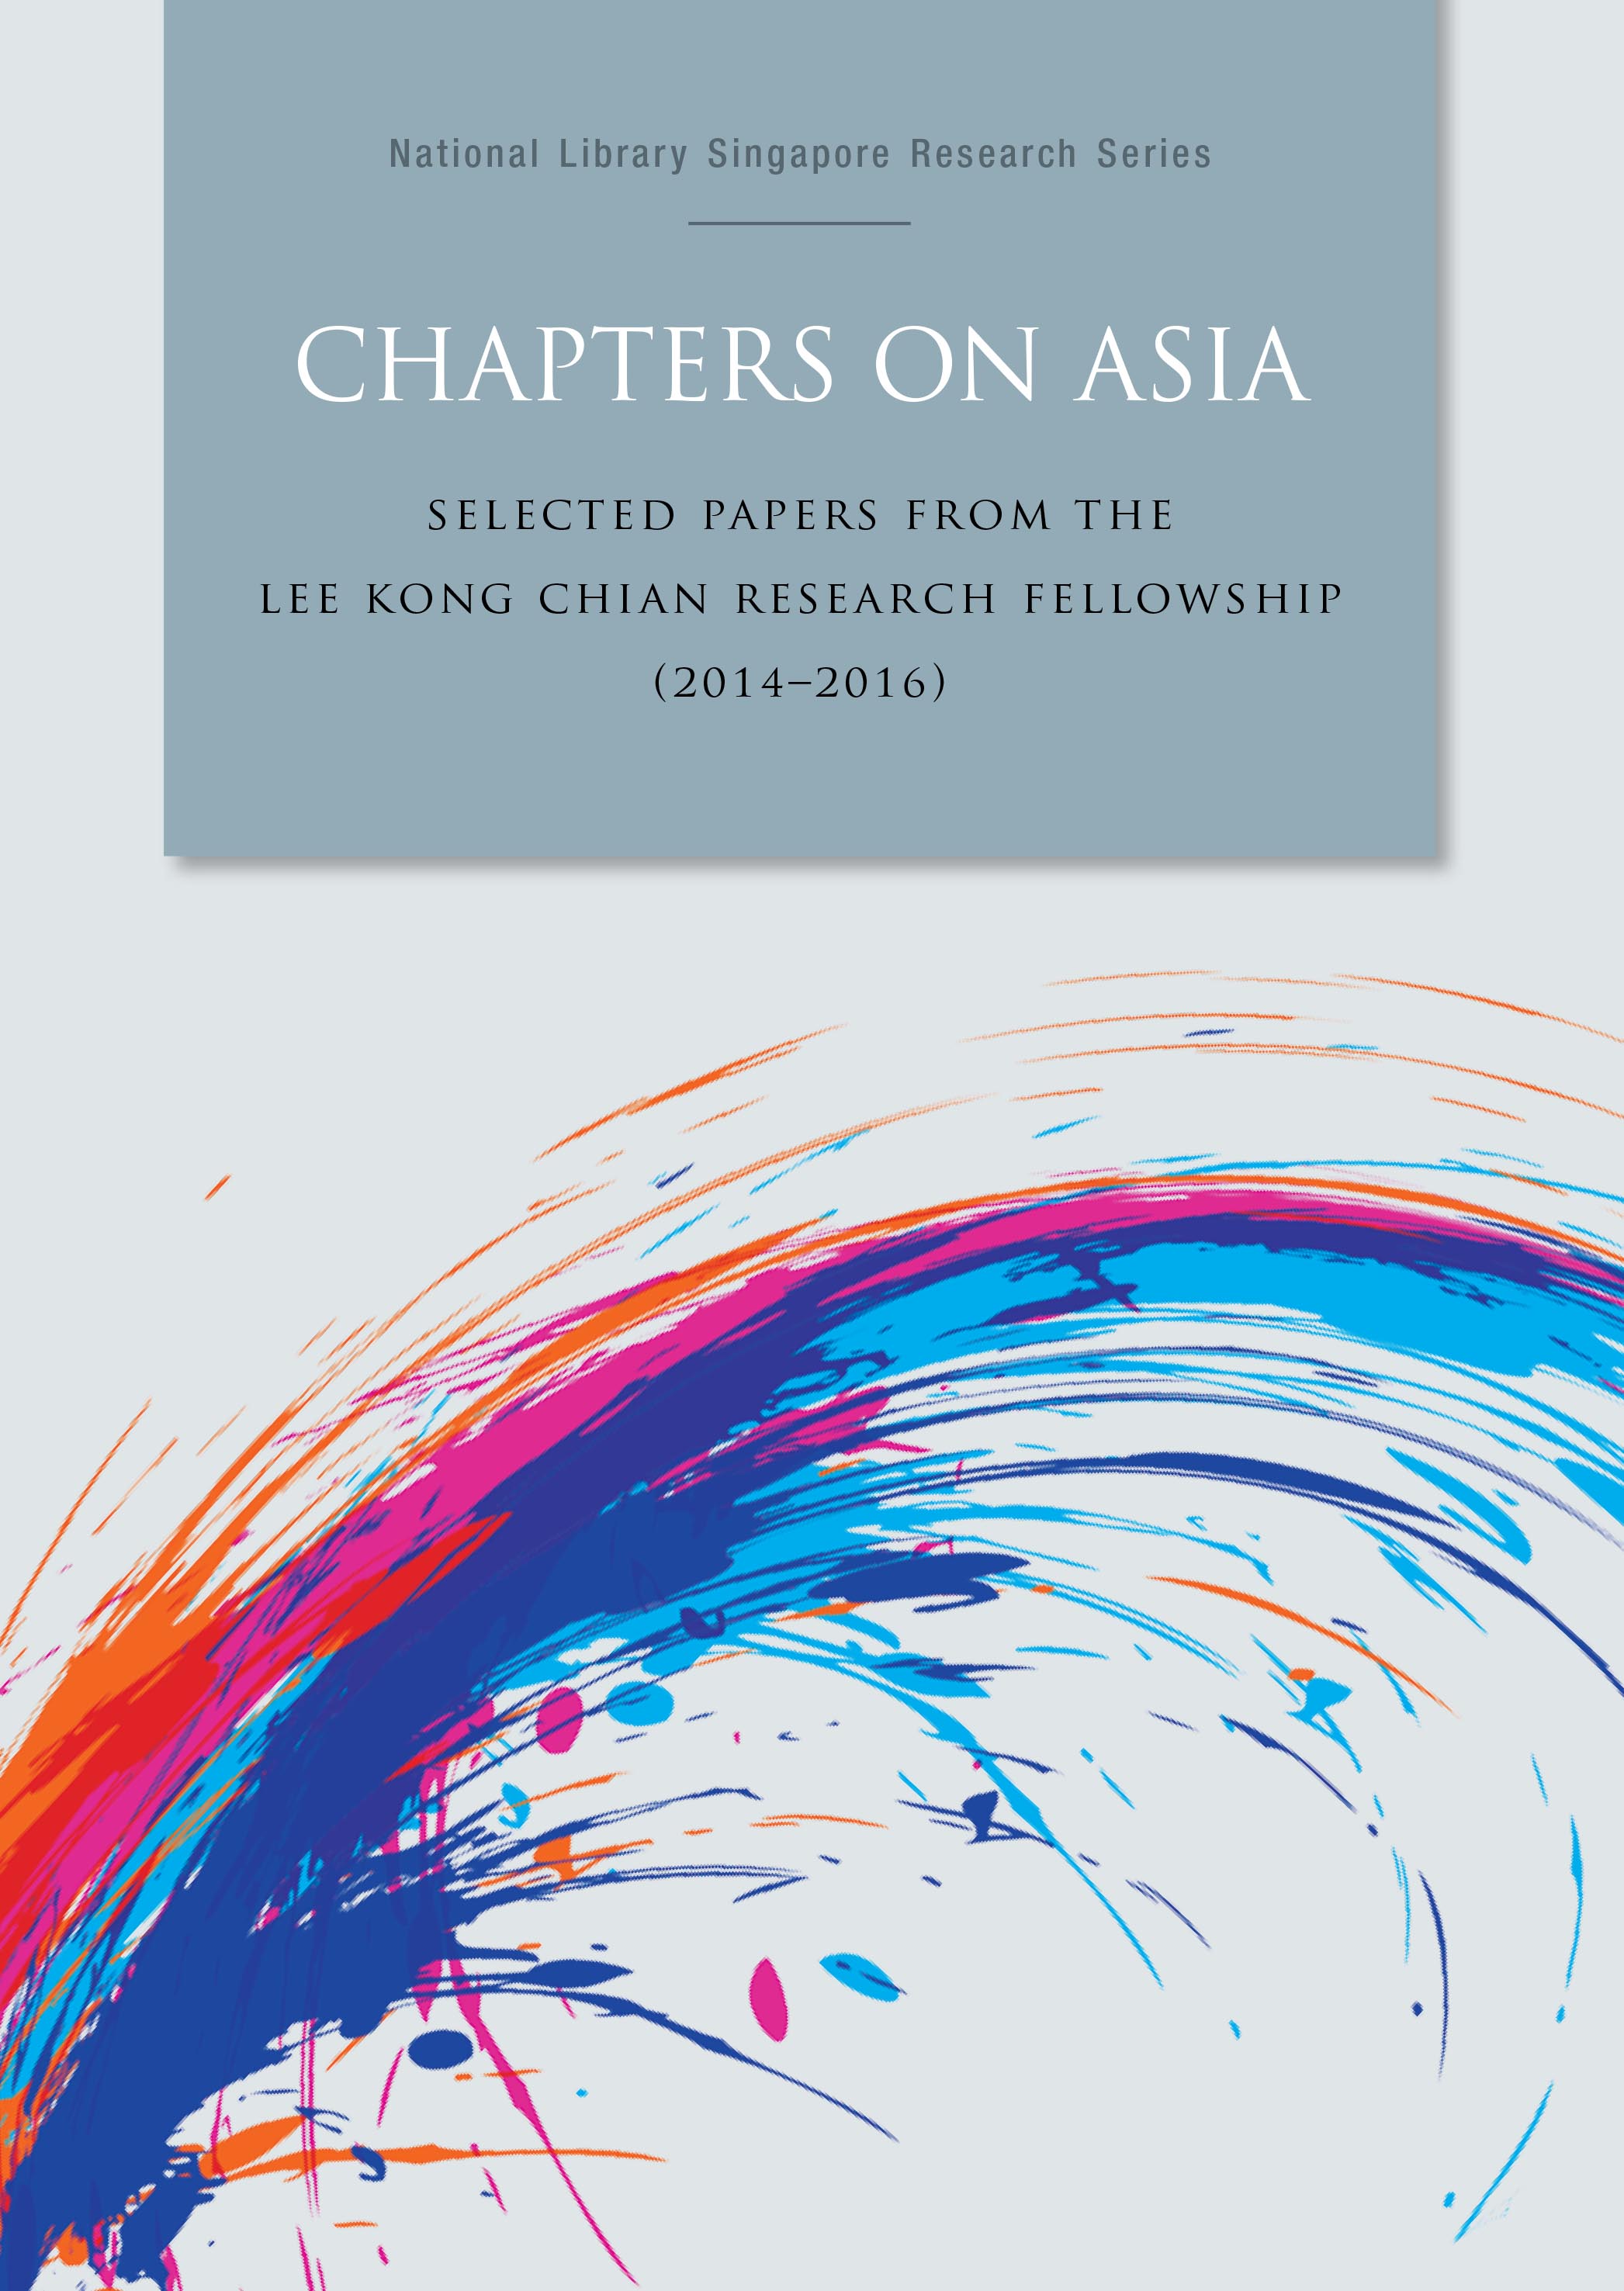 National Library Singapore Research Series
CHAPTERS ON ASIA
SELECTED PAPERS FROM THE
LEE KONG CHIAN RESEARCH FELLOWSHIP
(2014–2016)